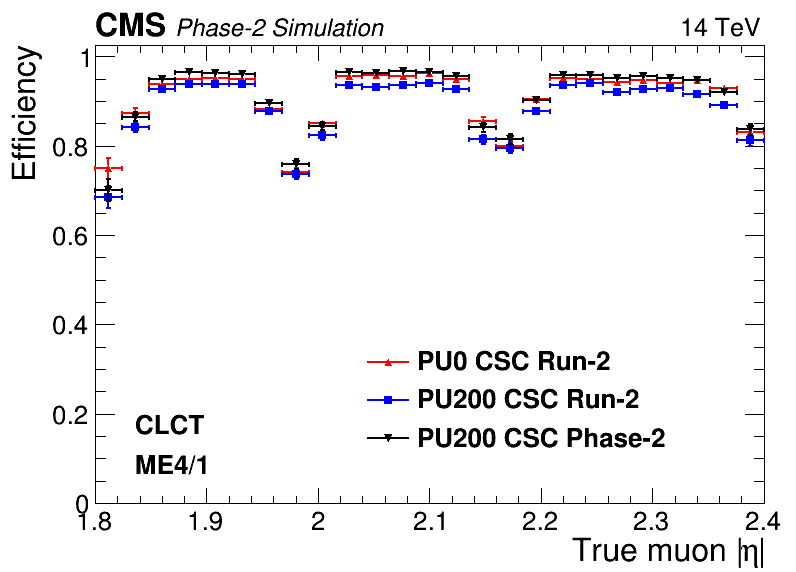 CMS Phase-2 Simulation 14 TeV
Efficiency
1
0.8
0.6
0.4
0.2
0
PU0 CSC Run-2
PU200 CSC Run-2
PU200 CSC Phase-2
CLCT
ME4/1
1.8 1.9 2 2.1 2.2 2.3 2.4
True muon |η|